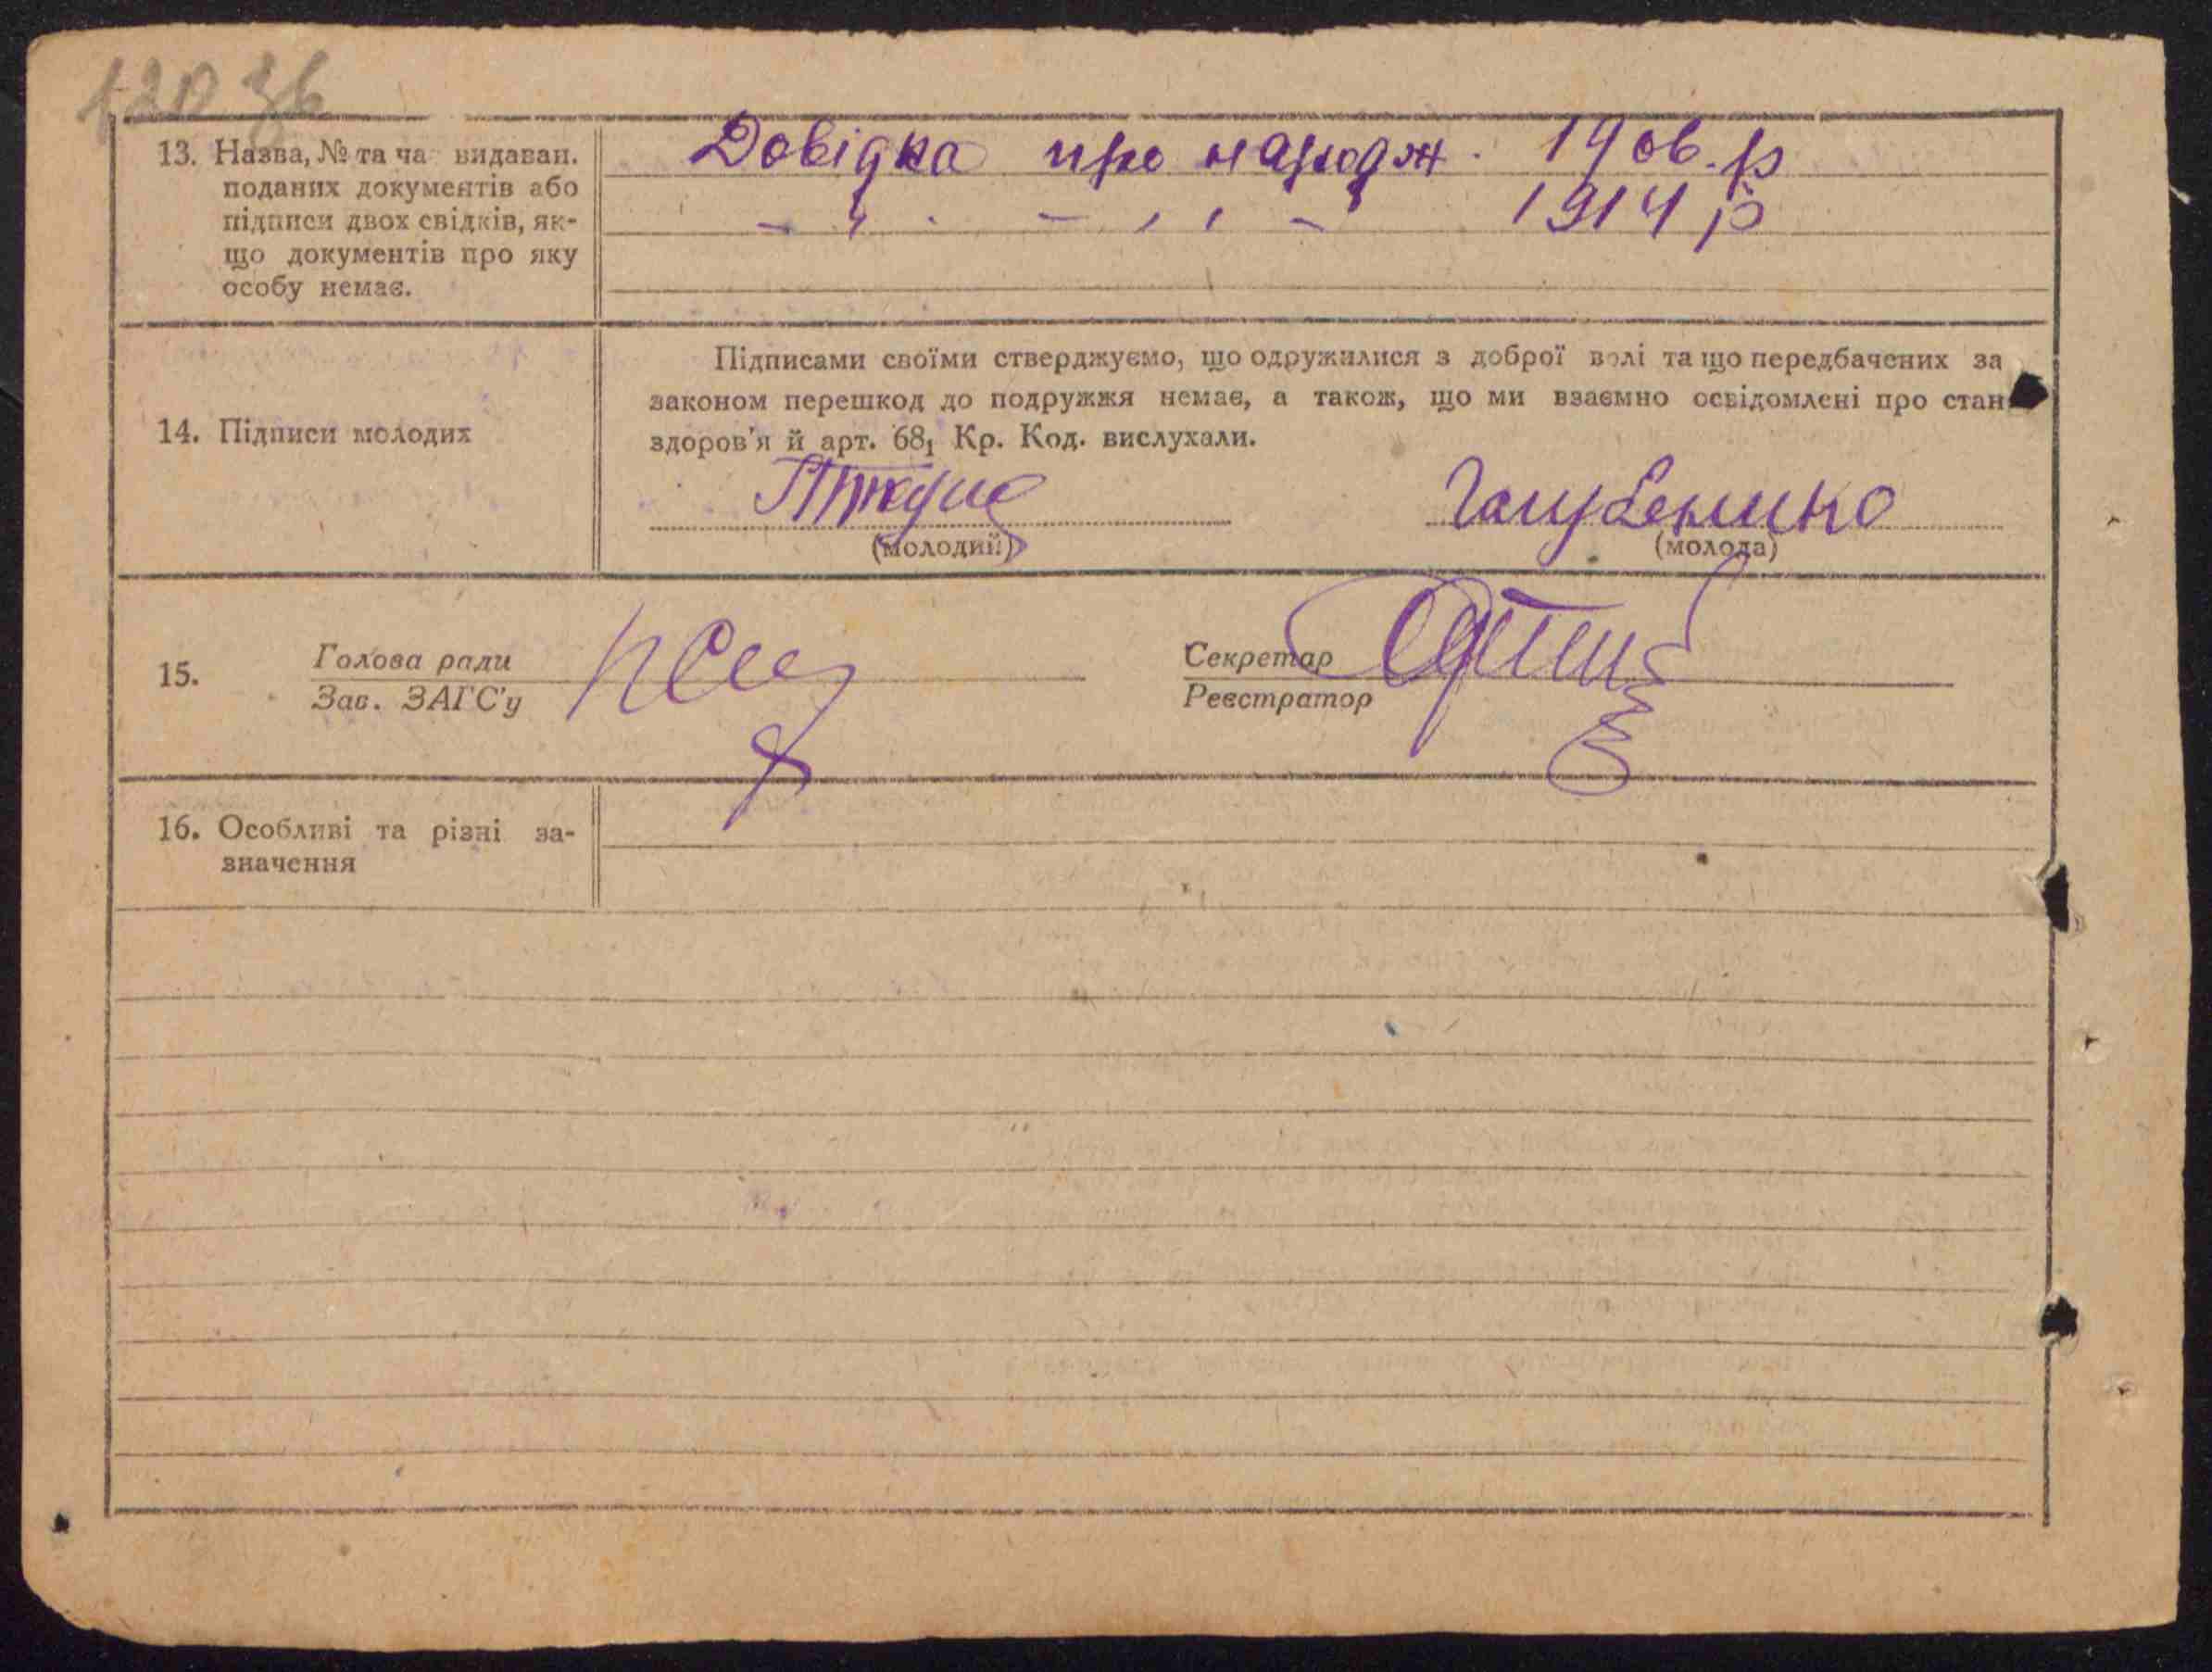 120 зв
13. Назва, № та ча видаван.
поданих документів або
підписи двох свідків, як-
що документів про яку
особу немає.
Довідка про народж. 1906.р
— " — " — 1914 р
14. Підписи молодих
Підписами своїми стверджуємо, що одружилися з доброї волі та що передбачених за
законом перешкод до подружжя немає, а також, що ми взаємно освідомлені про стан
здоров'я й арт. 68₁ Кр. Код. вислухали.
(молодий)
(молода)
15.
Голова ради
Зав. ЗАГС'у
Секретар
Реєстратор
16. Особливі та різні за-
значення